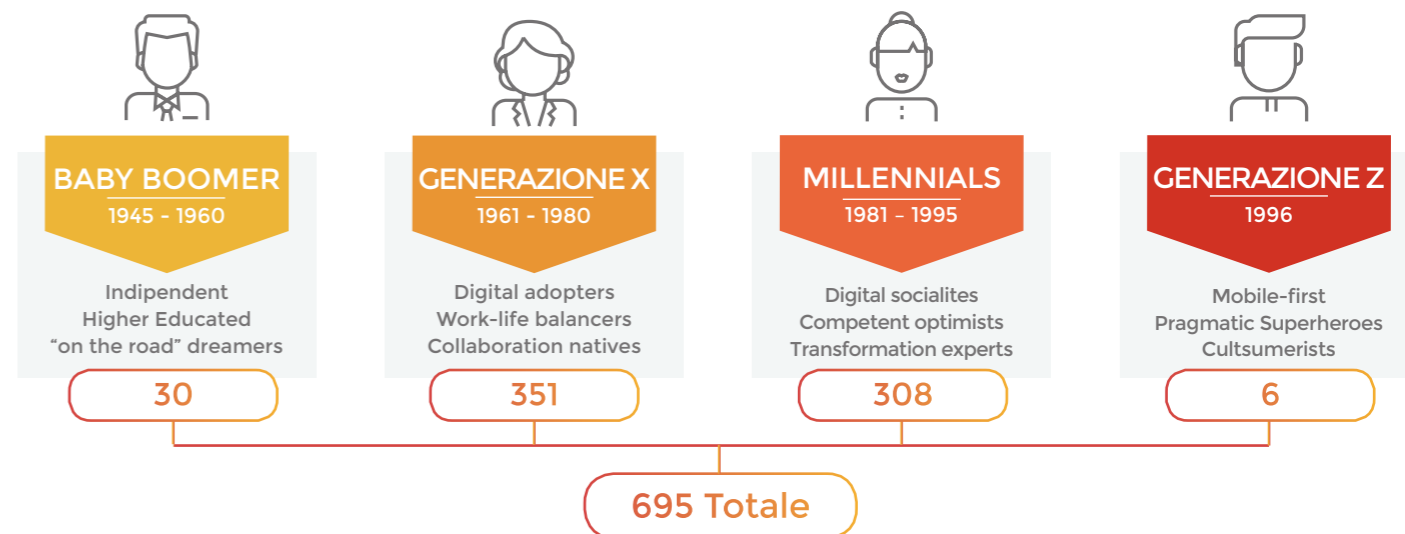 BABY BOOMER
1945 - 1960
Indipendent
Higher Educated
“on the road” dreamers
30
GENERAZIONE X
1961 - 1980
Digital adopters
Work-life balancers
Collaboration natives
351
MILLENNIALS
1981 - 1995
Digital socialites
Competent optimists
Transformation experts
308
GENERAZIONE Z
1996
Mobile-first
Pragmatic Superheroes
Cultsumerists
6
695 Totale